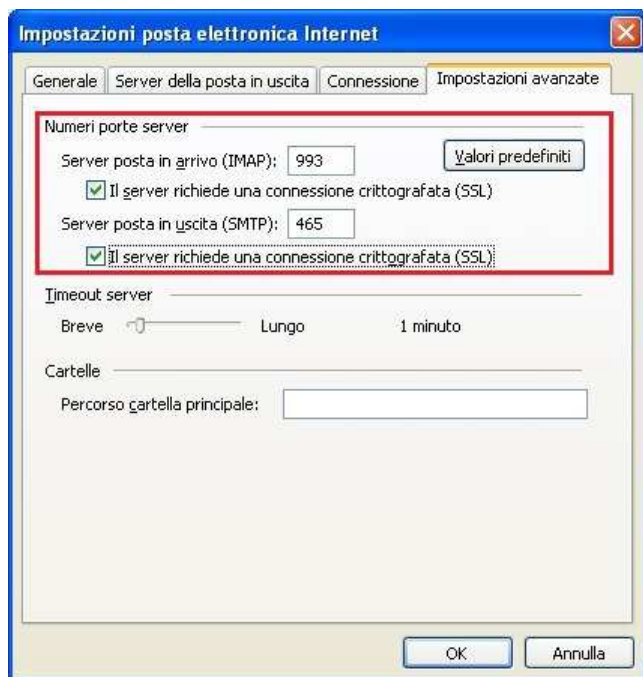 Impostazioni posta elettronica Internet
Generale Server della posta in uscita Connessione Impostazioni avanzate
Numeri porte server
Server posta in arrivo (IMAP): 993 Valori predefiniti
Il server richiede una connessione crittografata (SSL)
Server posta in uscita (SMTP): 465
Il server richiede una connessione crittografata (SSL)
Timeout server
Breve Lungo 1 minuto
Cartelle
Percorso cartella principale:
OK Annulla